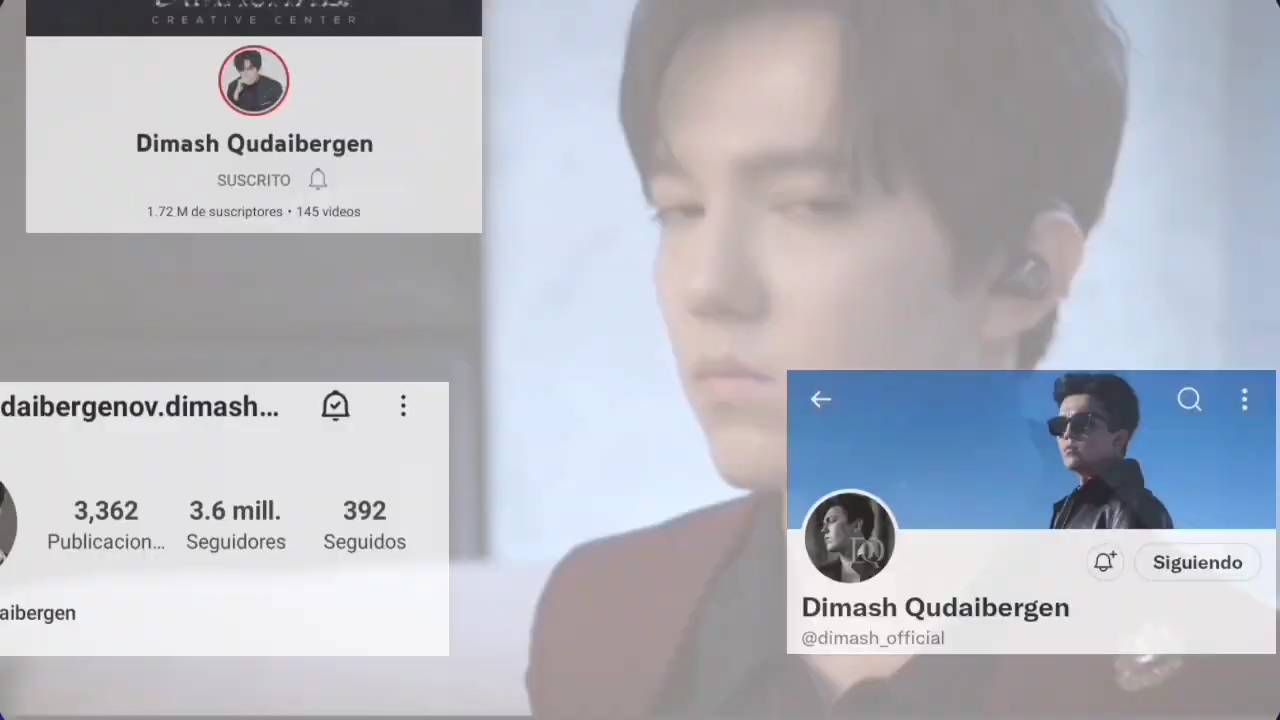 CREATIVE CENTER
Dimash Qudaibergen
SUSCRITO
1.72 M de suscriptores • 145 videos
daibergenov.dimash...
3,362 3.6 mill. 392
Publicacion... Seguidores Seguidos
aibergen
DQ
Siguiendo
Dimash Qudaibergen
@dimash_official